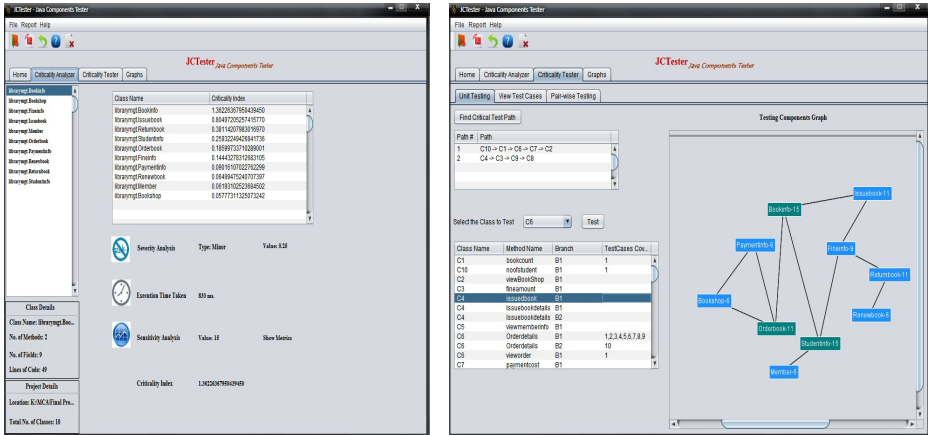 JCTester - Java Components Tester
File Report Help
JCTester Java Components Tester
Home Criticality Analyzer Criticality Tester Graphs
librarymgt.Bookinfo
librarymgt.Bookshop
librarymgt.Fineinfo
librarymgt.Issuebook
librarymgt.Member
librarymgt.Orderbook
librarymgt.Paymentinfo
librarymgt.Renewbook
librarymgt.Returnbook
librarymgt.Studentinfo
Class Name Criticality Index
librarymgt.Bookinfo 1.36226367950439450
librarymgt.Issuebook 0.80497205257415770
librarymgt.Returnbook 0.38114207983016970
librarymgt.Studentinfo 0.25932249426841736
librarymgt.Orderbook 0.18599733710289001
librarymgt.Fineinfo 0.14443278312683105
librarymgt.Paymentinfo 0.09016107022762299
librarymgt.Renewbook 0.06499475240707397
librarymgt.Member 0.06193102523684502
librarymgt.Bookshop 0.05777311325073242
Severity Analysis Type: Minor Value: 0.25
Execution Time Taken 830 ms.
Sensitivity Analysis Value: 15 Show Metrics
Criticality Index 1.36226367950439450
Class Details
Class Name: librarymgt.Boo...
No. of Methods: 2
No. of Fields: 9
Lines of Code: 49
Project Details
Location: K:\MCA\Final Pro...
Total No. of Classes: 10
JCTester - Java Components Tester
File Report Help
JCTester Java Components Tester
Home Criticality Analyzer Criticality Tester Graphs
Unit Testing View Test Cases Pair-wise Testing
Find Critical Test Path
Path # Path
1 C10 -> C1 -> C6 -> C7 -> C2
2 C4 -> C3 -> C9 -> C8
Select the Class to Test C6 Test
Class Name Method Name Branch TestCases Cov...
C1 bookcount B1 1
C10 noofstudent B1 1
C2 viewBookShop B1
C3 fineamount B1
C4 issuedbook B1
C4 Issuebookdetails B1
C4 Issuebookdetails B2
C5 viewmemberinfo B1
C6 Orderdetails B1 1,2,3,4,5,6,7,8,9
C6 Orderdetails B2 10
C6 vieworder B1 1
C7 paymentcost B1
Testing Components Graph
Issuebook-11
Bookinfo-15
Paymentinfo-6
Fineinfo-9
Returnbook-11
Bookshop-6
Renewbook-6
Orderbook-11
Studentinfo-15
Member-6